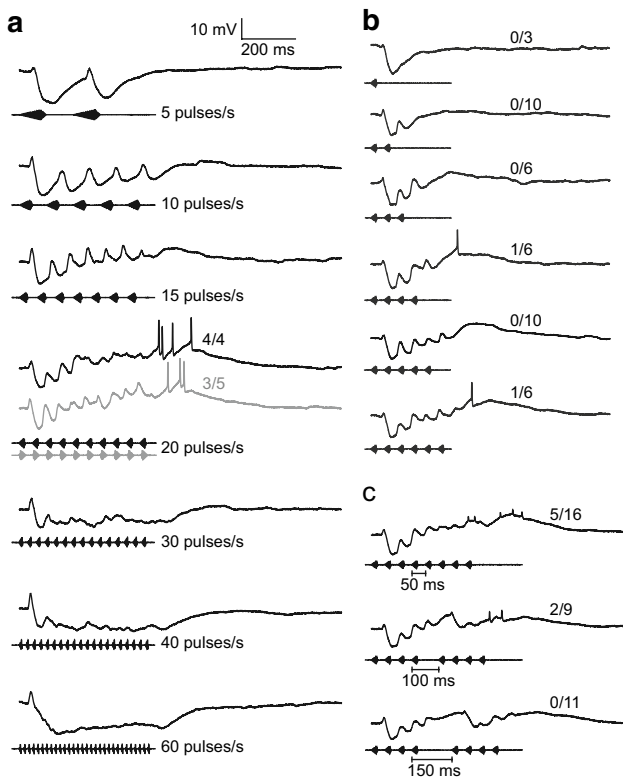 a
10 mV
200 ms
5 pulses/s
10 pulses/s
15 pulses/s
4/4
3/5
20 pulses/s
30 pulses/s
40 pulses/s
60 pulses/s
b
0/3
0/10
0/6
1/6
0/10
1/6
c
5/16
50 ms
2/9
100 ms
0/11
150 ms